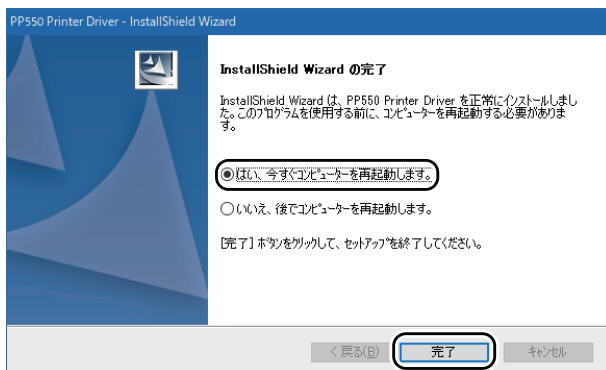 PP550 Printer Driver - InstallShield Wizard
InstallShield Wizard の完了
InstallShield Wizard は、PP550 Printer Driver を正常にインストールしまし
た。このプログラムを使用する前に、コンピューターを再起動する必要がありま
す。
はい、今すぐコンピューターを再起動します。
いいえ、後でコンピューターを再起動します。
[完了] ボタンをクリックして、セットアップを終了してください。
< 戻る(B)
完了
キャンセル